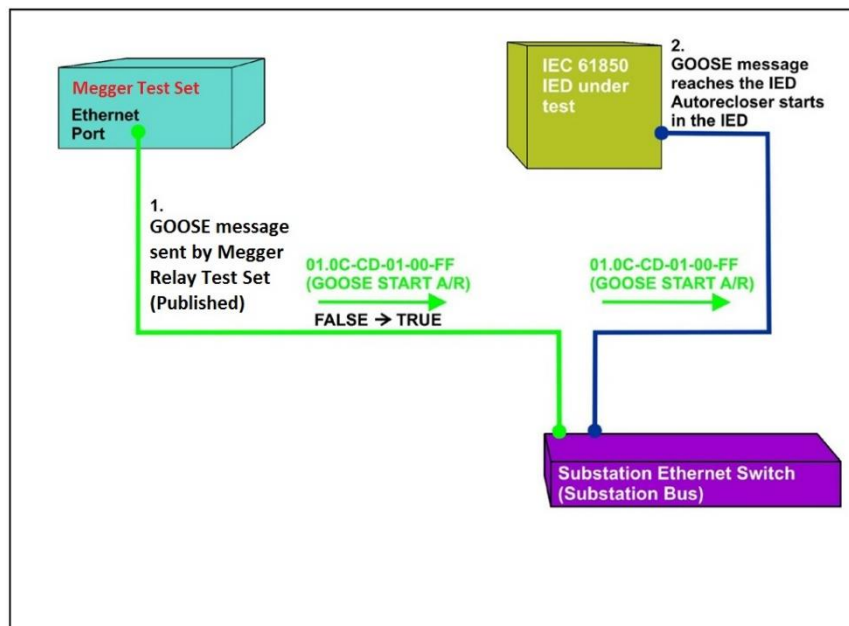 Megger Test Set
Ethernet
Port
IEC 61850
IED under
test
2.
GOOSE message
reaches the IED
Autorecloser starts
in the IED
1.
GOOSE message
sent by Megger
Relay Test Set
(Published)
01.0C-CD-01-00-FF
(GOOSE START A/R)
FALSE → TRUE
01.0C-CD-01-00-FF
(GOOSE START A/R)
Substation Ethernet Switch
(Substation Bus)